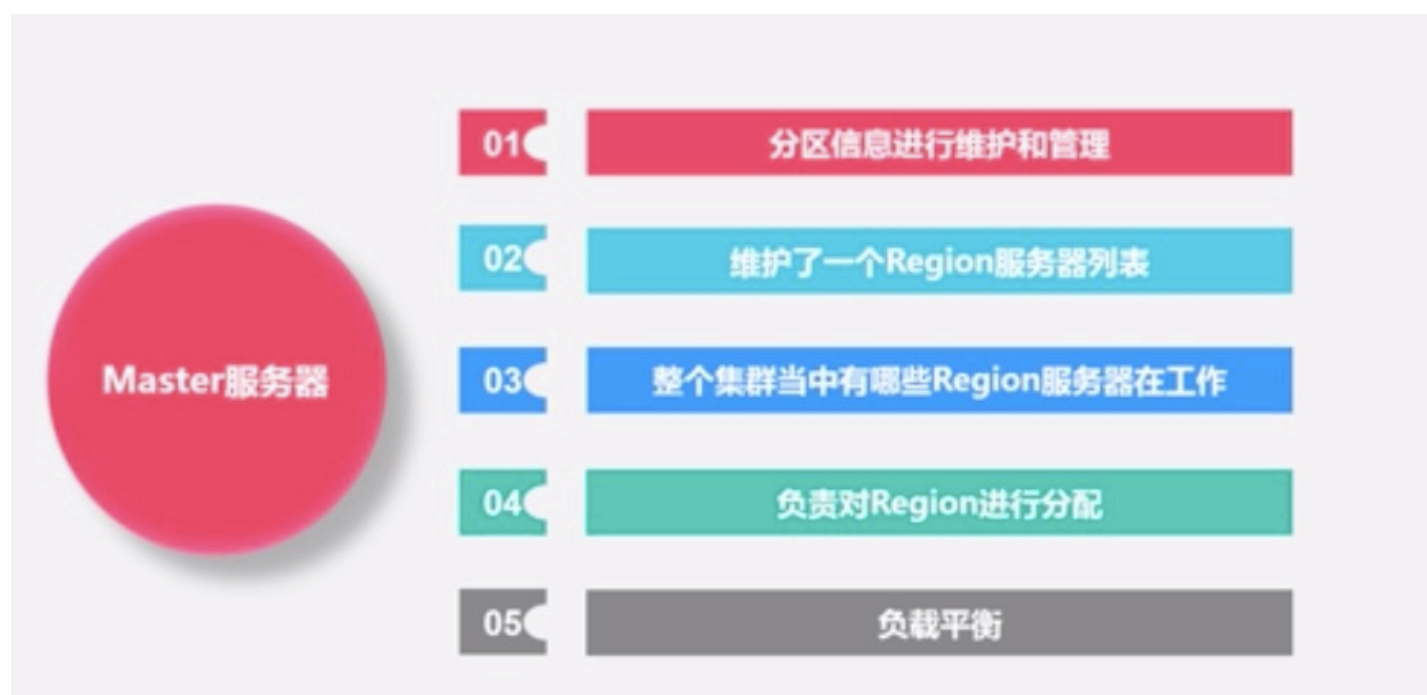 Master服务器
01 分区信息进行维护和管理
02 维护了一个Region服务器列表
03 整个集群当中有哪些Region服务器在工作
04 负责对Region进行分配
05 负载平衡